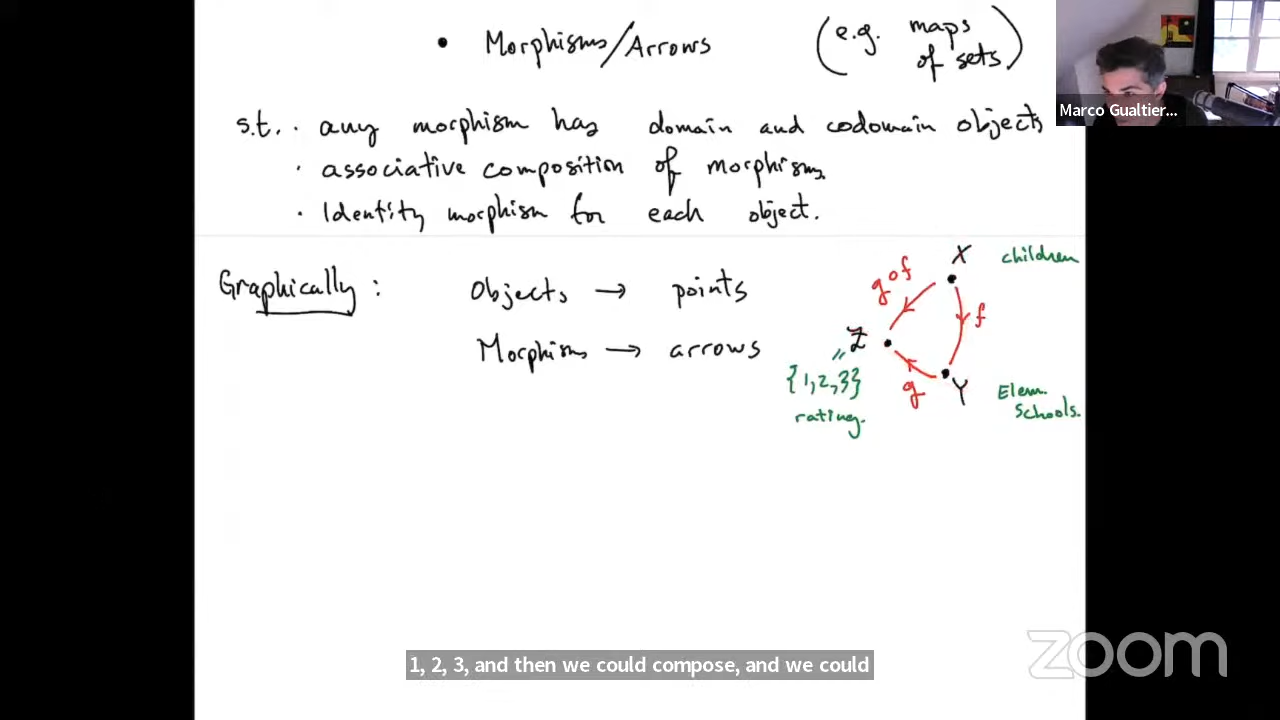 • Morphisms/Arrows (e.g. maps of sets)
Marco Gualtier...
s.t. · any morphism has domain and codomain objects
· associative composition of morphisms.
· Identity morphism for each object.
Graphically: Objects → points
Morphisms → arrows
X children
g∘f
f
Z
{1,2,3}
rating.
g
Y Elem.
Schools.
1, 2, 3, and then we could compose, and we could
zoom